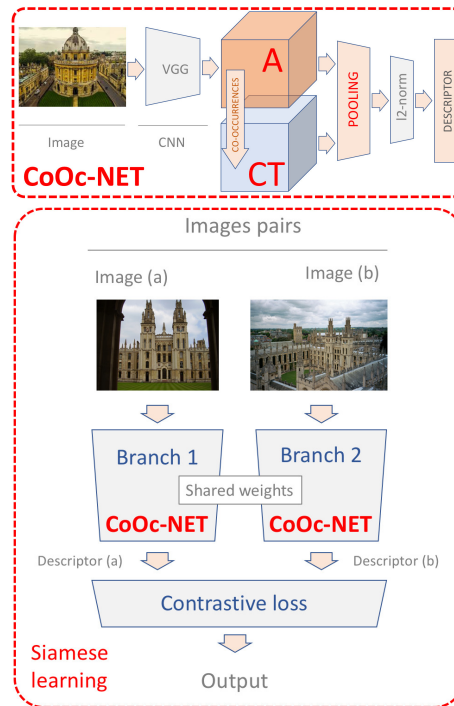 VGG
A
CO-OCCURRENCES
CT
POOLING
l2-norm
DESCRIPTOR
Image
CNN
CoOc-NET
Images pairs
Image (a)
Image (b)
Branch 1
Branch 2
Shared weights
CoOc-NET
CoOc-NET
Descriptor (a)
Descriptor (b)
Contrastive loss
Siamese
learning
Output